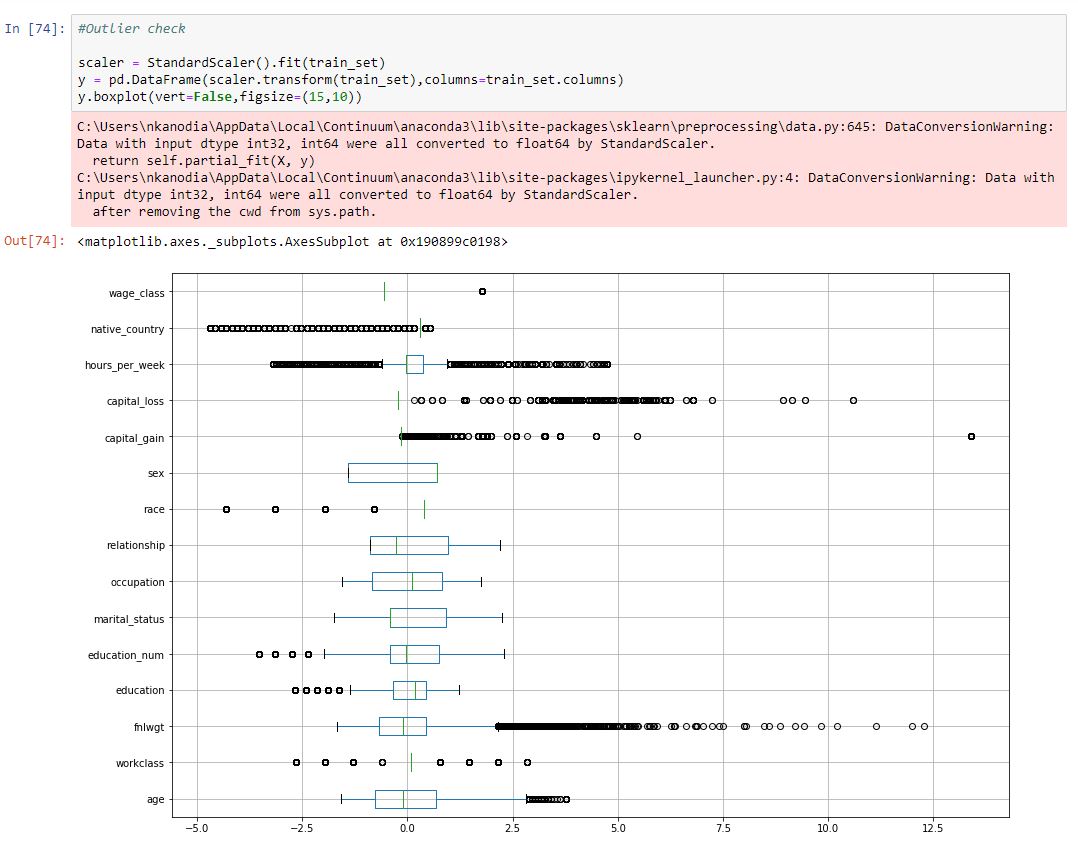 In [74]: #Outlier check
scaler = StandardScaler().fit(train_set)
y = pd.DataFrame(scaler.transform(train_set),columns=train_set.columns)
y.boxplot(vert=False,figsize=(15,10))
C:\Users\nkanodia\AppData\Local\Continuum\anaconda3\lib\site-packages\sklearn\preprocessing\data.py:645: DataConversionWarning:
Data with input dtype int32, int64 were all converted to float64 by StandardScaler.
return self.partial_fit(X, y)
C:\Users\nkanodia\AppData\Local\Continuum\anaconda3\lib\site-packages\ipykernel_launcher.py:4: DataConversionWarning: Data with
input dtype int32, int64 were all converted to float64 by StandardScaler.
after removing the cwd from sys.path.
Out[74]: <matplotlib.axes._subplots.AxesSubplot at 0x190899c0198>
wage_class
native_country
hours_per_week
capital_loss
capital_gain
sex
race
relationship
occupation
marital_status
education_num
education
fnlwgt
workclass
age
−5.0 −2.5 0.0 2.5 5.0 7.5 10.0 12.5